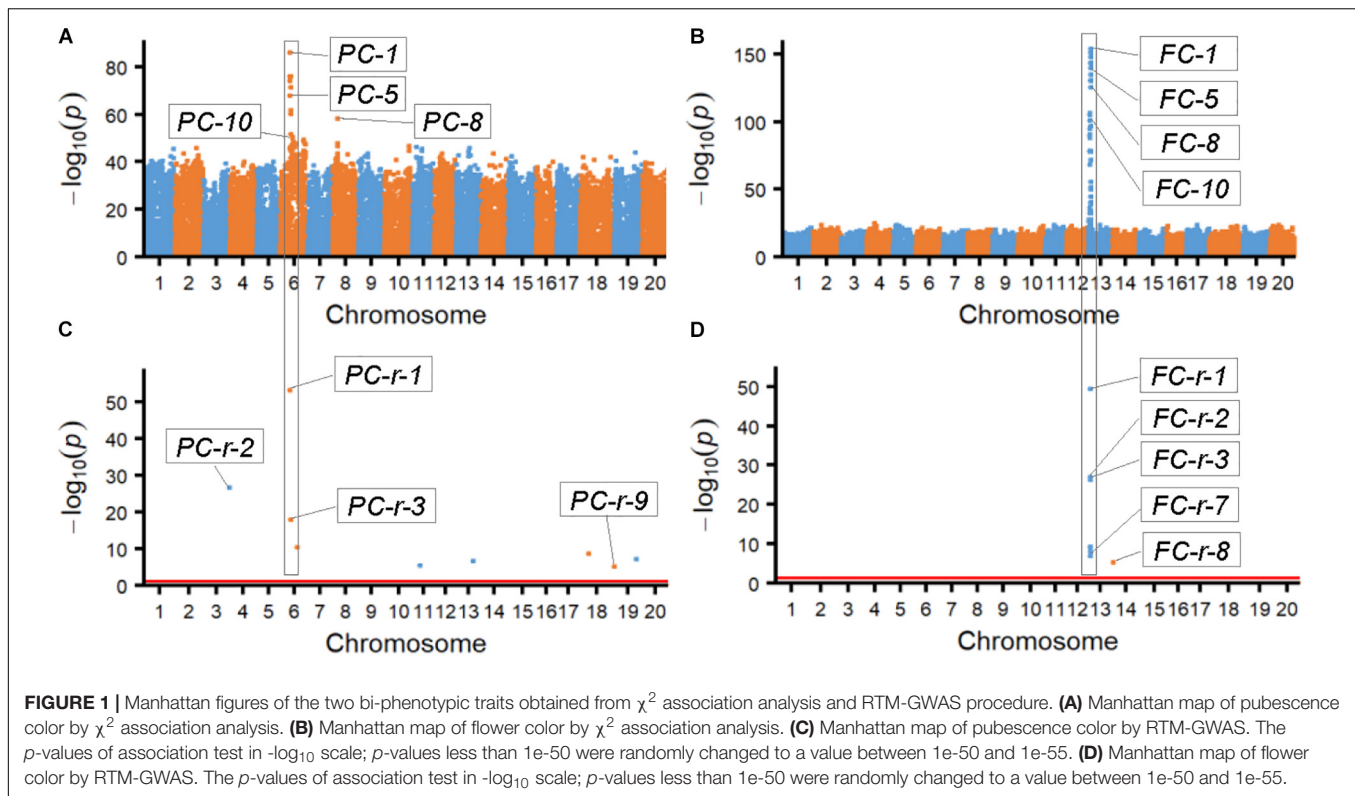 A
B
80
60
40
20
0
−log10(p)
PC-1
PC-5
PC-10
PC-8
1 2 3 4 5 6 7 8 9 10 11 12 13 14 15 16 17 18 19 20
Chromosome
150
100
50
0
−log10(p)
FC-1
FC-5
FC-8
FC-10
1 2 3 4 5 6 7 8 9 10 11 12 13 14 15 16 17 18 19 20
Chromosome
C
D
50
40
30
20
10
0
−log10(p)
PC-r-1
PC-r-2
PC-r-3
PC-r-9
1 2 3 4 5 6 7 8 9 10 11 12 13 14 15 16 17 18 19 20
Chromosome
50
40
30
20
10
0
−log10(p)
FC-r-1
FC-r-2
FC-r-3
FC-r-7
FC-r-8
1 2 3 4 5 6 7 8 9 10 11 12 13 14 15 16 17 18 19 20
Chromosome
FIGURE 1 | Manhattan figures of the two bi-phenotypic traits obtained from χ2 association analysis and RTM-GWAS procedure. (A) Manhattan map of pubescence
color by χ2 association analysis. (B) Manhattan map of flower color by χ2 association analysis. (C) Manhattan map of pubescence color by RTM-GWAS. The
p-values of association test in -log10 scale; p-values less than 1e-50 were randomly changed to a value between 1e-50 and 1e-55. (D) Manhattan map of flower
color by RTM-GWAS. The p-values of association test in -log10 scale; p-values less than 1e-50 were randomly changed to a value between 1e-50 and 1e-55.